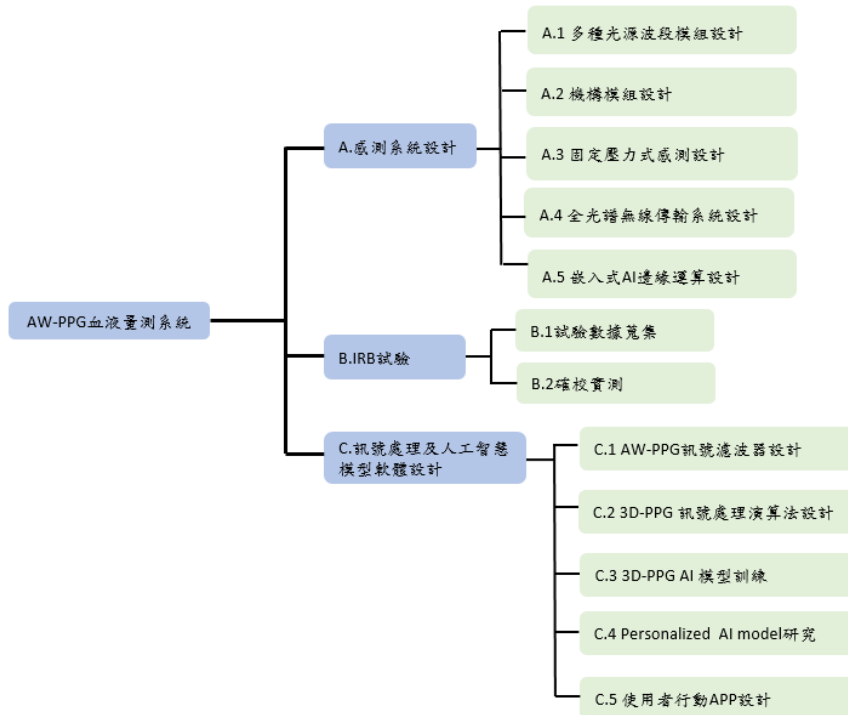 AW-PPG血液量測系統
A.感測系統設計
A.1 多種光源波段模組設計
A.2 機構模組設計
A.3 固定壓力式感測設計
A.4 全光譜無線傳輸系統設計
A.5 嵌入式AI邊緣運算設計
B.IRB試驗
B.1試驗數據蒐集
B.2確校實測
C.訊號處理及人工智慧
模型軟體設計
C.1 AW-PPG訊號濾波器設計
C.2 3D-PPG 訊號處理演算法設計
C.3 3D-PPG AI 模型訓練
C.4 Personalized AI model研究
C.5 使用者行動APP設計